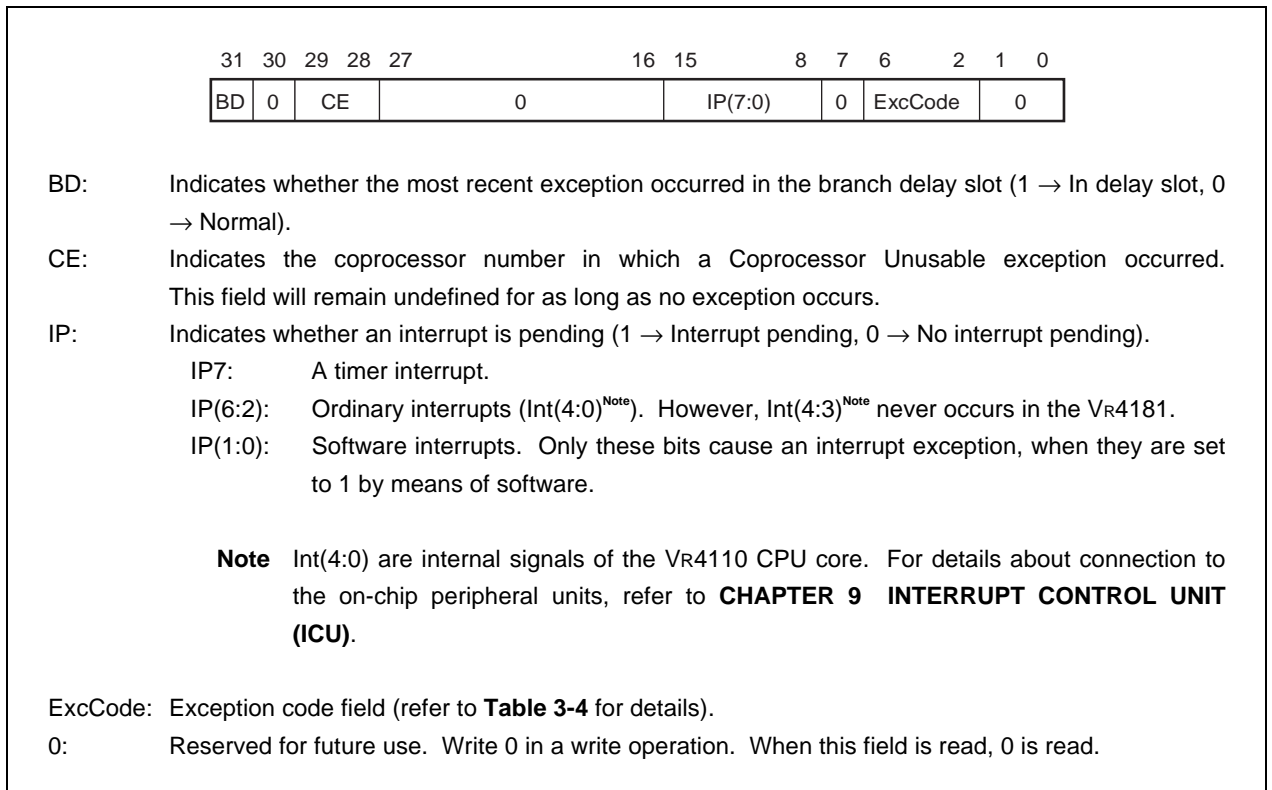 31 30 29 28 27 16 15 8 7 6 2 1 0
BD 0 CE 0 IP(7:0) 0 ExcCode 0
BD: Indicates whether the most recent exception occurred in the branch delay slot (1 → In delay slot, 0
→ Normal).
CE: Indicates the coprocessor number in which a Coprocessor Unusable exception occurred.
This field will remain undefined for as long as no exception occurs.
IP: Indicates whether an interrupt is pending (1 → Interrupt pending, 0 → No interrupt pending).
IP7: A timer interrupt.
IP(6:2): Ordinary interrupts (Int(4:0)Note). However, Int(4:3)Note never occurs in the VR4181.
IP(1:0): Software interrupts. Only these bits cause an interrupt exception, when they are set
to 1 by means of software.
Note Int(4:0) are internal signals of the VR4110 CPU core. For details about connection to
the on-chip peripheral units, refer to CHAPTER 9 INTERRUPT CONTROL UNIT
(ICU).
ExcCode: Exception code field (refer to Table 3-4 for details).
0: Reserved for future use. Write 0 in a write operation. When this field is read, 0 is read.